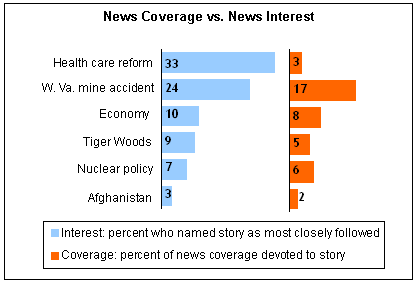 News Coverage vs. News Interest
Health care reform 33 3
W. Va. mine accident 24 17
Economy 10 8
Tiger Woods 9 5
Nuclear policy 7 6
Afghanistan 3 2
Interest: percent who named story as most closely followed
Coverage: percent of news coverage devoted to story